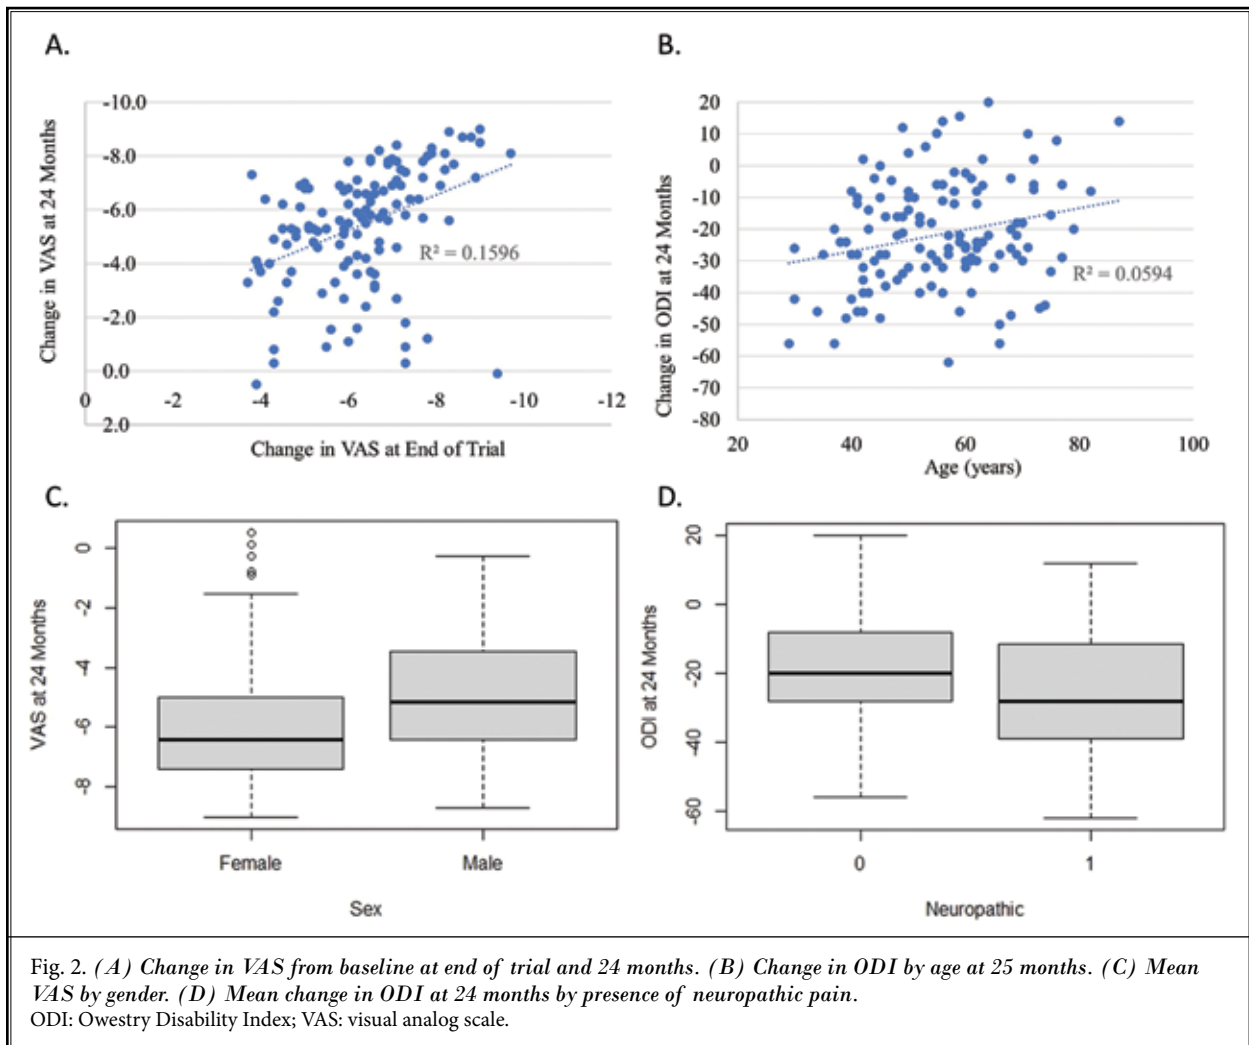 A.
-10.0
-8.0
-6.0
-4.0
-2.0
0.0
2.0
0
-2
-4
-6
-8
-10
-12
Change in VAS at 24 Months
Change in VAS at End of Trial
R² = 0.1596
B.
20
10
0
-10
-20
-30
-40
-50
-60
-70
-80
20
40
60
80
100
Change in ODI at 24 Months
Age (years)
R² = 0.0594
C.
0
-2
-4
-6
-8
VAS at 24 Months
Female
Male
Sex
D.
20
0
-20
-40
-60
ODI at 24 Months
0
1
Neuropathic
Fig. 2. (A) Change in VAS from baseline at end of trial and 24 months. (B) Change in ODI by age at 25 months. (C) Mean
VAS by gender. (D) Mean change in ODI at 24 months by presence of neuropathic pain.
ODI: Owestry Disability Index; VAS: visual analog scale.